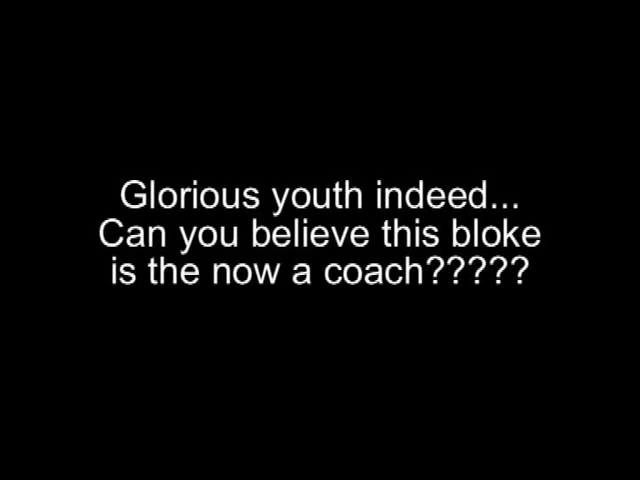 Glorious youth indeed...
Can you believe this bloke
is the now a coach?????